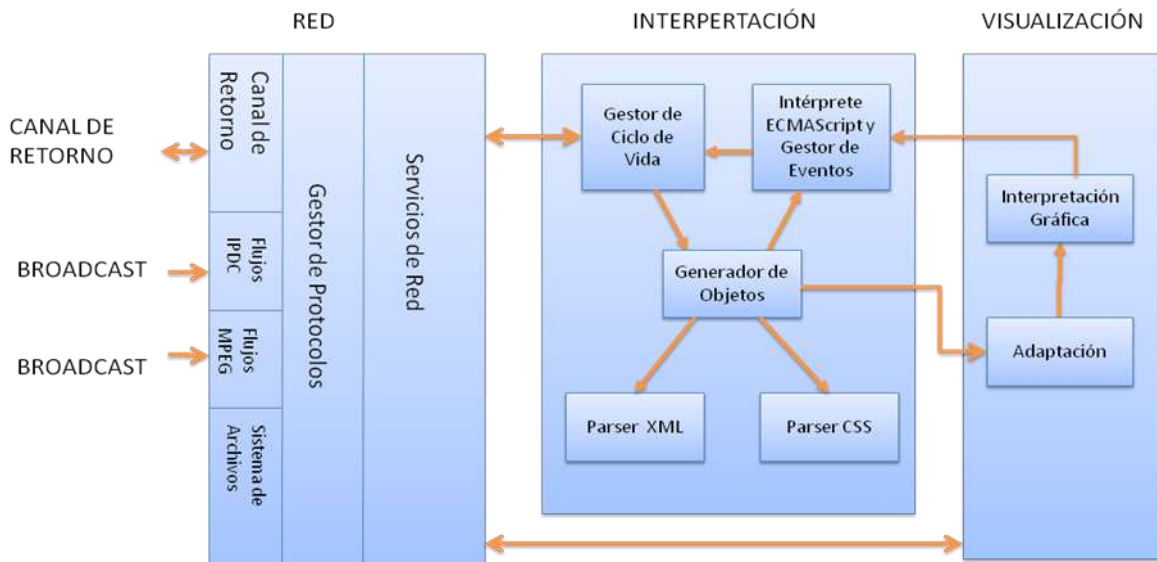 RED
INTERPERTACIÓN
VISUALIZACIÓN
CANAL DE
RETORNO
BROADCAST
BROADCAST
Canal de
Retorno
Flujos
IPDC
Flujos
MPEG
Sistema de
Archivos
Gestor de Protocolos
Servicios de Red
Gestor de
Ciclo de
Vida
Intérprete
ECMAScript y
Gestor de
Eventos
Generador de
Objetos
Parser XML
Parser CSS
Interpretación
Gráfica
Adaptación